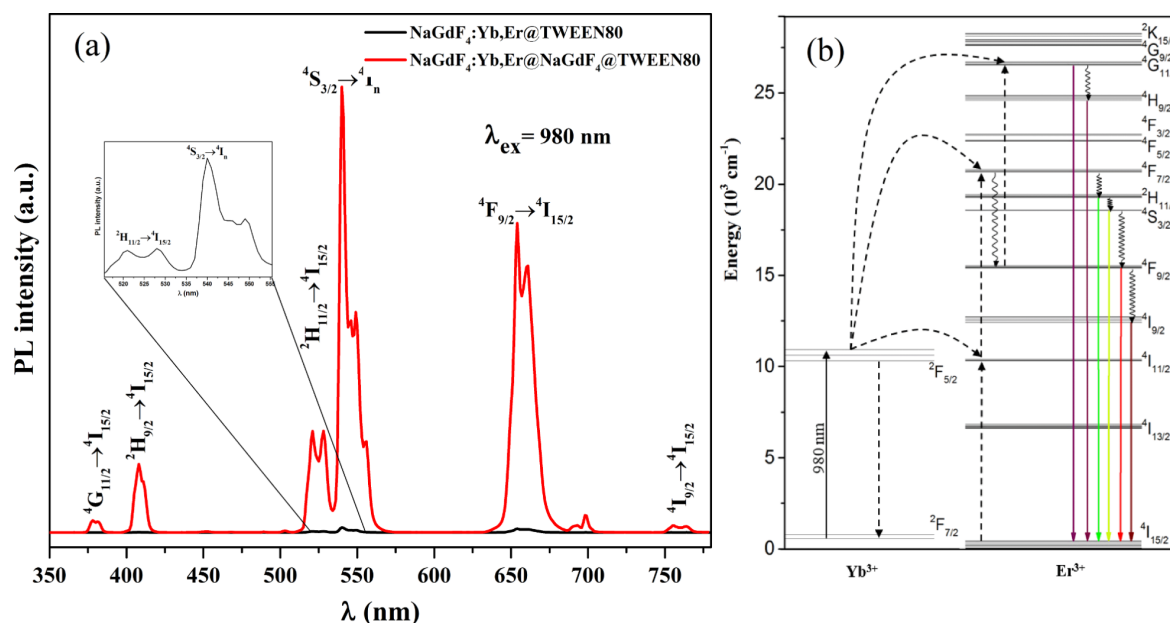 (a)
NaGdF4:Yb,Er@TWEEN80
NaGdF4:Yb,Er@NaGdF4@TWEEN80
4S3/2→4In
λex= 980 nm
4F9/2→4I15/2
2H11/2→4I15/2
4G11/2→4I15/2
2H9/2→4I15/2
4I9/2→4I15/2
PL intensity (a.u.)
350 400 450 500 550 600 650 700 750
λ (nm)
4S3/2→4In
2H11/2→4I15/2
PL intensity (a.u.)
520 525 530 535 540 545 550 555
λ (nm)
(b)
Energy (10³ cm⁻¹)
25
20
15
10
5
0
2K15/2
4G9/2
4G11/2
2H9/2
4F3/2
4F5/2
4F7/2
2H11/2
4S3/2
4F9/2
4I9/2
4I11/2
4I13/2
4I15/2
2F5/2
980 nm
2F7/2
Yb³⁺
Er³⁺